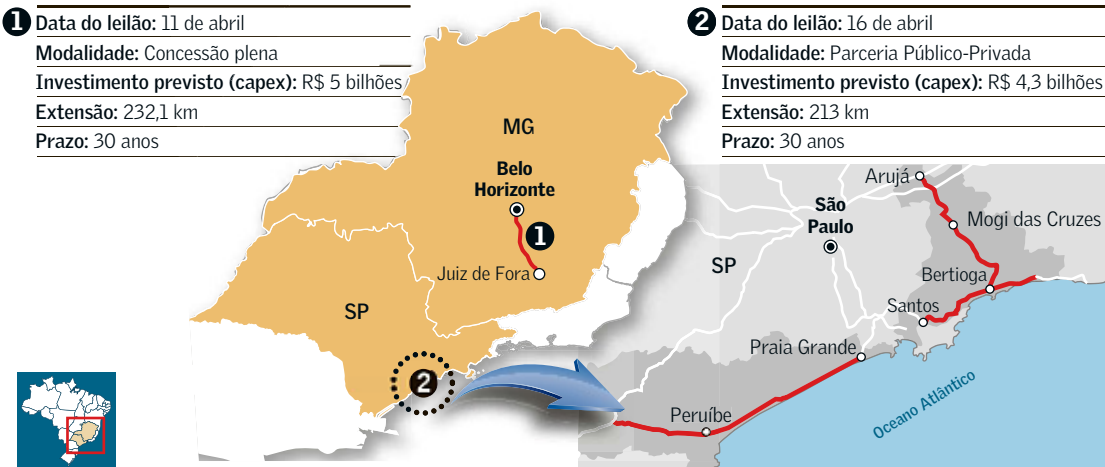 1
Data do leilão: 11 de abril
Modalidade: Concessão plena
Investimento previsto (capex): R$ 5 bilhões
Extensão: 232,1 km
Prazo: 30 anos
2
Data do leilão: 16 de abril
Modalidade: Parceria Público-Privada
Investimento previsto (capex): R$ 4,3 bilhões
Extensão: 213 km
Prazo: 30 anos
MG
Belo
Horizonte
1
Juiz de Fora
SP
2
Arujá
São
Paulo
Mogi das Cruzes
SP
Bertioga
Santos
Praia Grande
Peruíbe
Oceano Atlântico